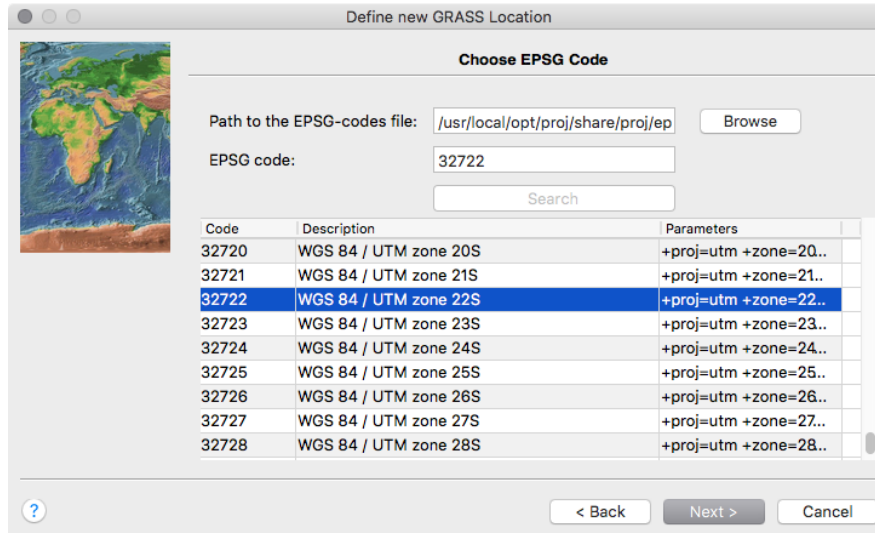 Define new GRASS Location
Choose EPSG Code
Path to the EPSG-codes file: /usr/local/opt/proj/share/proj/ep Browse
EPSG code: 32722
Search
Code Description Parameters
32720 WGS 84 / UTM zone 20S +proj=utm +zone=20...
32721 WGS 84 / UTM zone 21S +proj=utm +zone=21...
32722 WGS 84 / UTM zone 22S +proj=utm +zone=22...
32723 WGS 84 / UTM zone 23S +proj=utm +zone=23...
32724 WGS 84 / UTM zone 24S +proj=utm +zone=24...
32725 WGS 84 / UTM zone 25S +proj=utm +zone=25...
32726 WGS 84 / UTM zone 26S +proj=utm +zone=26...
32727 WGS 84 / UTM zone 27S +proj=utm +zone=27...
32728 WGS 84 / UTM zone 28S +proj=utm +zone=28...
? < Back Next > Cancel